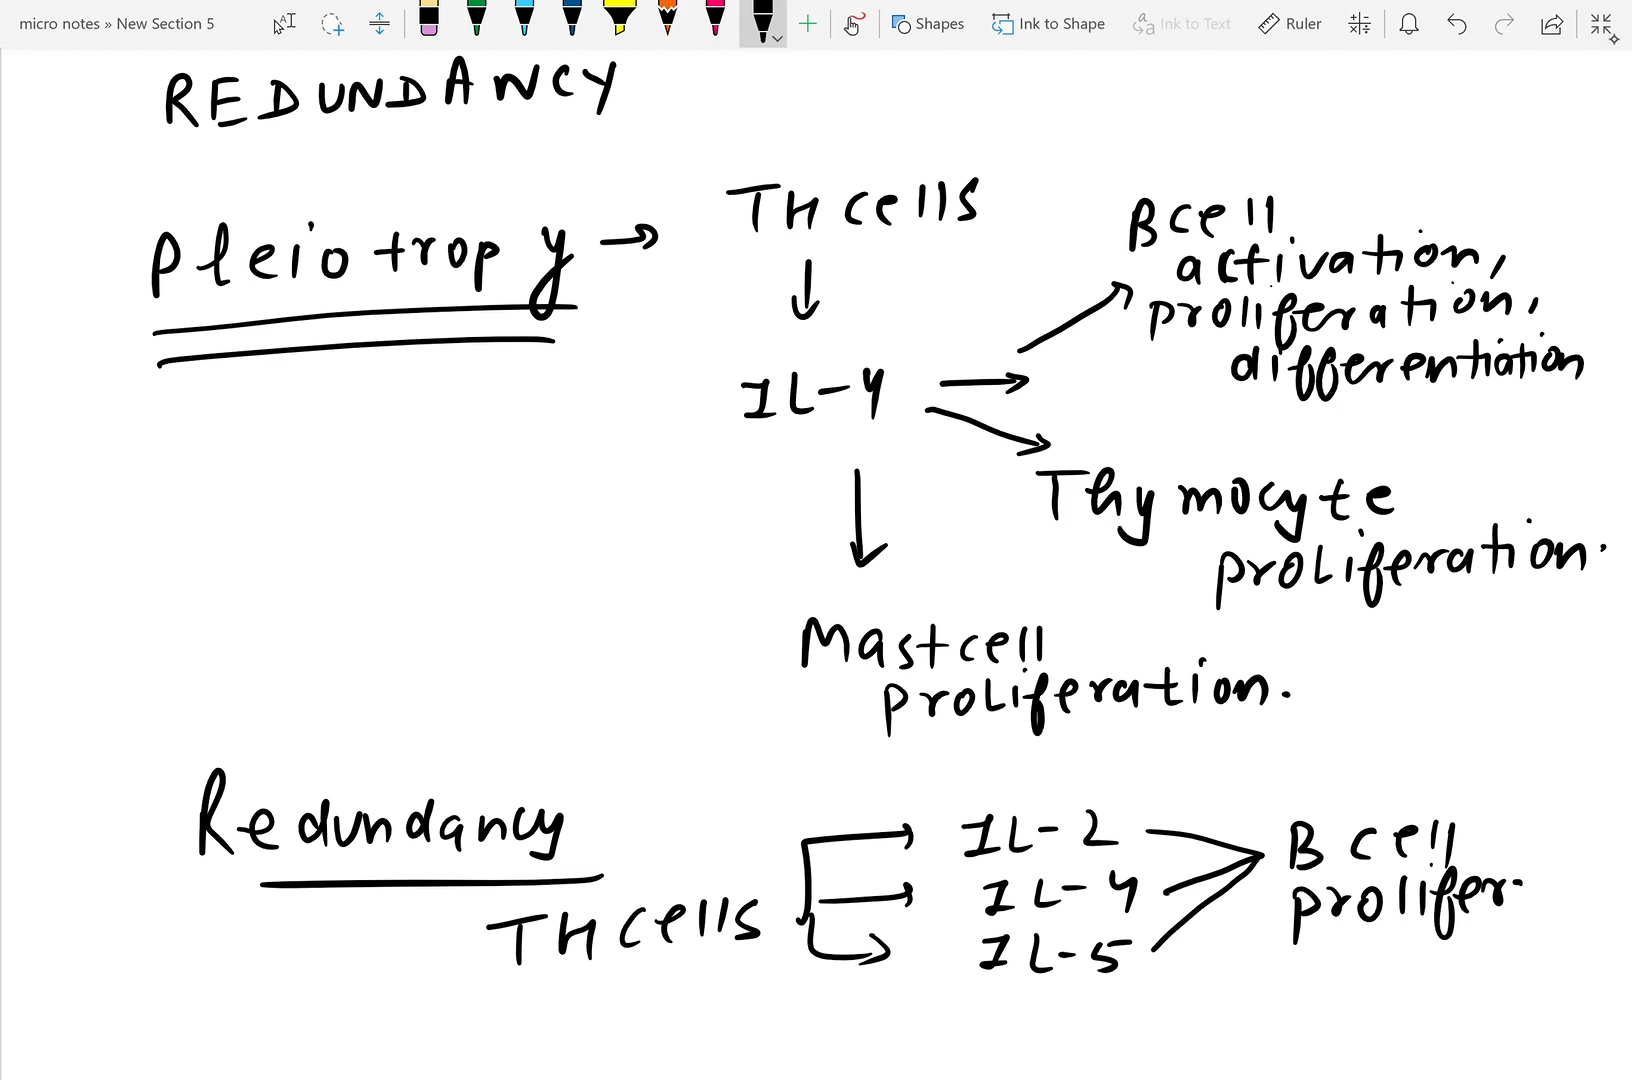 micro notes » New Section 5
Shapes
Ink to Shape
Ink to Text
Ruler
REDUNDANCY
Pleiotropy →
TH cells
↓
IL-4
B cell
activation,
proliferation,
differentiation
Thymocyte
proliferation.
Mast cell
proliferation.
Redundancy
TH cells
IL-2
IL-4
IL-5
B cell
prolifer.